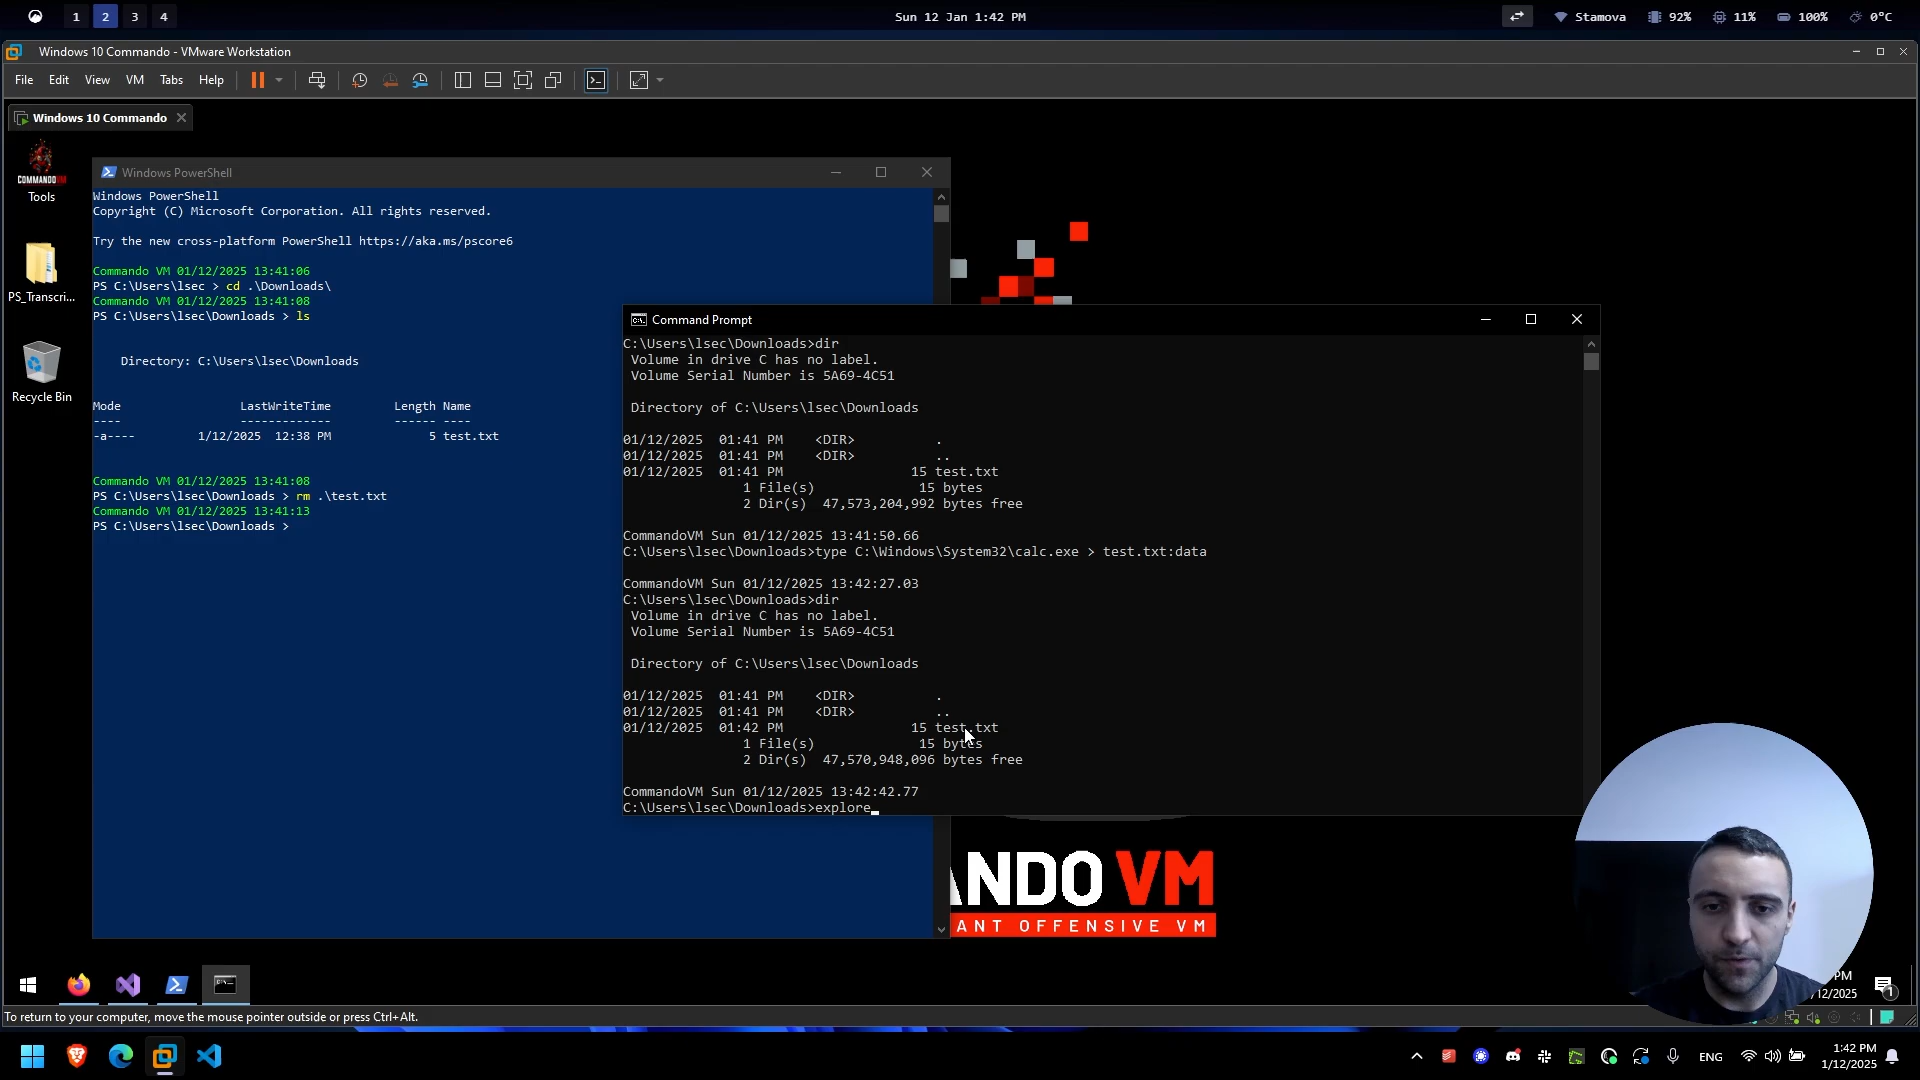 1 2 3 4
Sun 12 Jan 1:42 PM
Stamova 92% 11% 100% 0°C
Windows 10 Commando - VMware Workstation
File Edit View VM Tabs Help
Windows 10 Commando
COMMANDOVM
Tools
PS_Transcri...
Recycle Bin
Windows PowerShell
Windows PowerShell
Copyright (C) Microsoft Corporation. All rights reserved.
Try the new cross-platform PowerShell https://aka.ms/pscore6
Commando VM 01/12/2025 13:41:06
PS C:\Users\lsec > cd .\Downloads\
Commando VM 01/12/2025 13:41:08
PS C:\Users\lsec\Downloads > ls
Directory: C:\Users\lsec\Downloads
Mode LastWriteTime Length Name
---- ------------- ------ ----
-a---- 1/12/2025 12:38 PM 5 test.txt
Commando VM 01/12/2025 13:41:08
PS C:\Users\lsec\Downloads > rm .\test.txt
Commando VM 01/12/2025 13:41:13
PS C:\Users\lsec\Downloads >
Command Prompt
C:\Users\lsec\Downloads>dir
Volume in drive C has no label.
Volume Serial Number is 5A69-4C51
Directory of C:\Users\lsec\Downloads
01/12/2025 01:41 PM <DIR> .
01/12/2025 01:41 PM <DIR> ..
01/12/2025 01:41 PM 15 test.txt
1 File(s) 15 bytes
2 Dir(s) 47,573,204,992 bytes free
CommandoVM Sun 01/12/2025 13:41:50.66
C:\Users\lsec\Downloads>type C:\Windows\System32\calc.exe > test.txt:data
CommandoVM Sun 01/12/2025 13:42:27.03
C:\Users\lsec\Downloads>dir
Volume in drive C has no label.
Volume Serial Number is 5A69-4C51
Directory of C:\Users\lsec\Downloads
01/12/2025 01:41 PM <DIR> .
01/12/2025 01:41 PM <DIR> ..
01/12/2025 01:42 PM 15 test.txt
1 File(s) 15 bytes
2 Dir(s) 47,570,948,096 bytes free
CommandoVM Sun 01/12/2025 13:42:42.77
C:\Users\lsec\Downloads>explore_
ANDO VM
ANT OFFENSIVE VM
PM
/12/2025
1
To return to your computer, move the mouse pointer outside or press Ctrl+Alt.
ENG
1:42 PM
1/12/2025